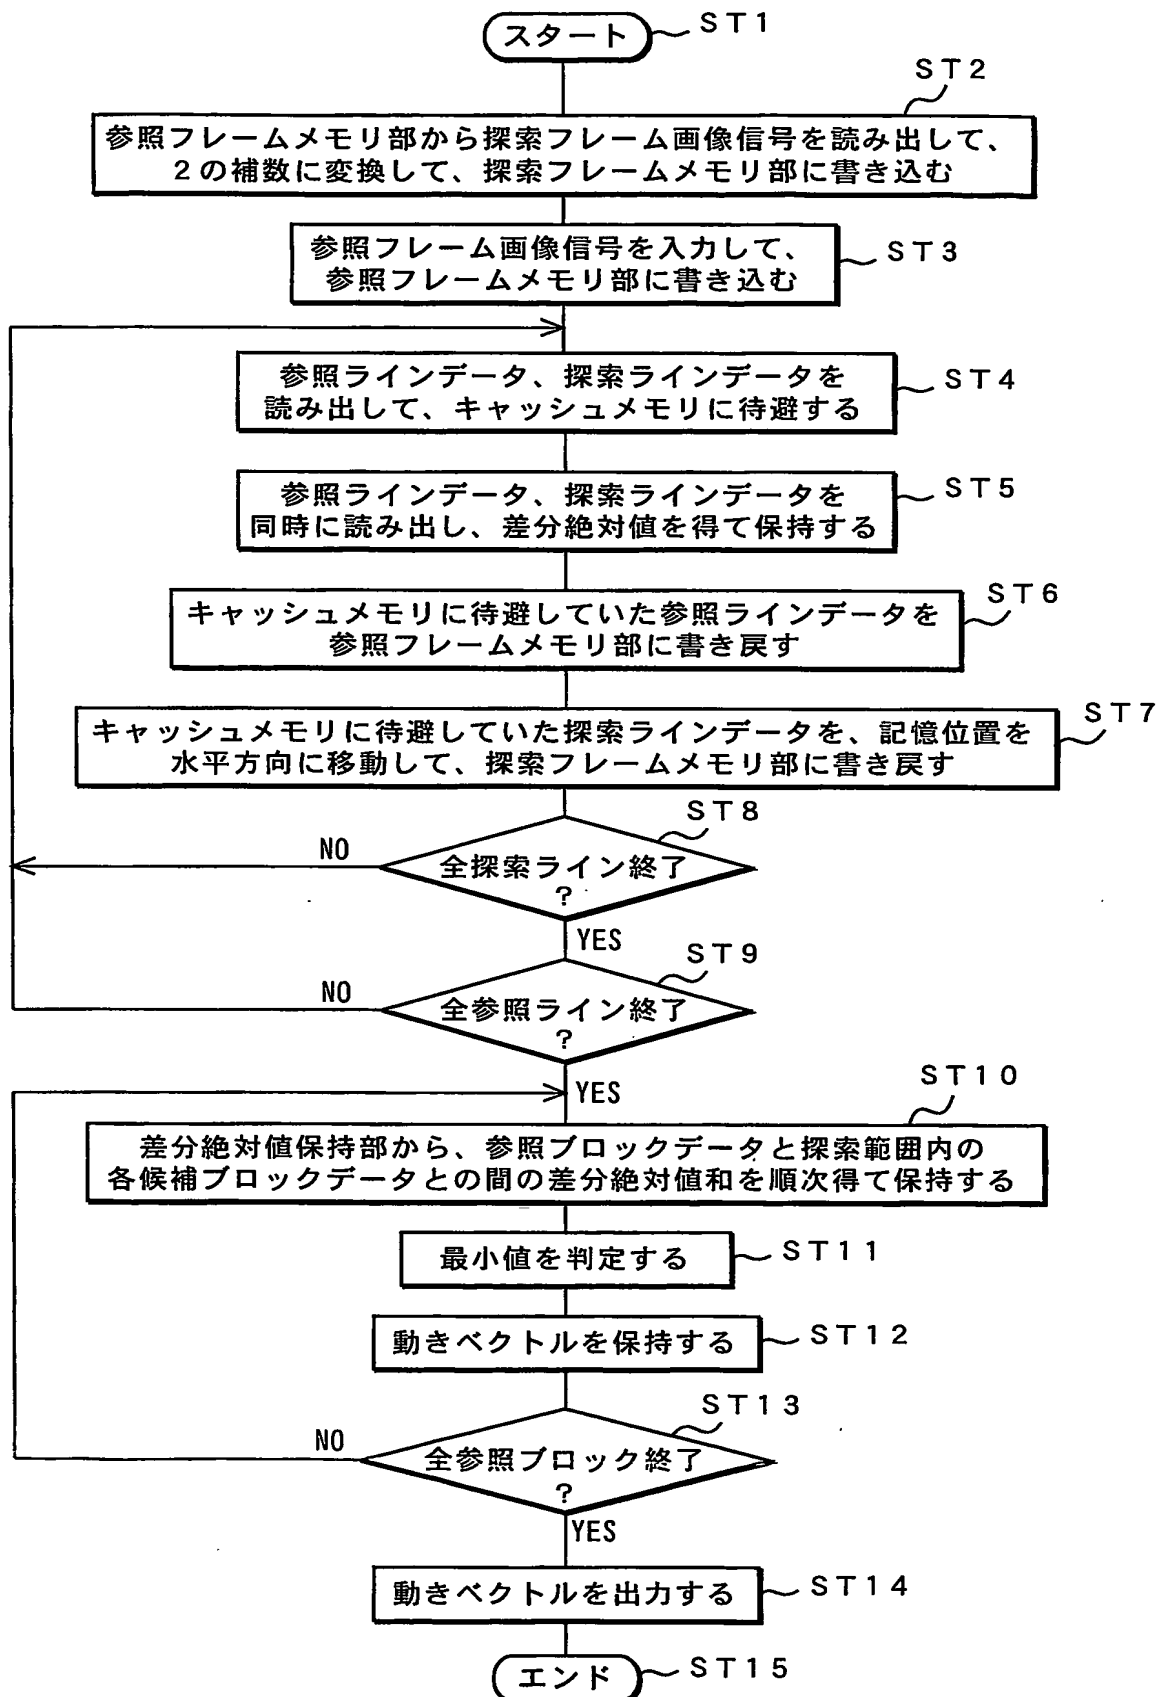 スタート
ST1
ST2
参照フレームメモリ部から探索フレーム画像信号を読み出して、
2の補数に変換して、探索フレームメモリ部に書き込む
参照フレーム画像信号を入力して、
参照フレームメモリ部に書き込む
ST3
参照ラインデータ、探索ラインデータを
読み出して、キャッシュメモリに待避する
ST4
参照ラインデータ、探索ラインデータを
同時に読み出し、差分絶対値を得て保持する
ST5
キャッシュメモリに待避していた参照ラインデータを
参照フレームメモリ部に書き戻す
ST6
キャッシュメモリに待避していた探索ラインデータを、記憶位置を
水平方向に移動して、探索フレームメモリ部に書き戻す
ST7
ST8
NO
全探索ライン終了
?
YES
ST9
NO
全参照ライン終了
?
YES
ST10
差分絶対値保持部から、参照ブロックデータと探索範囲内の
各候補ブロックデータとの間の差分絶対値和を順次得て保持する
最小値を判定する
ST11
動きベクトルを保持する
ST12
ST13
NO
全参照ブロック終了
?
YES
動きベクトルを出力する
ST14
エンド
ST15